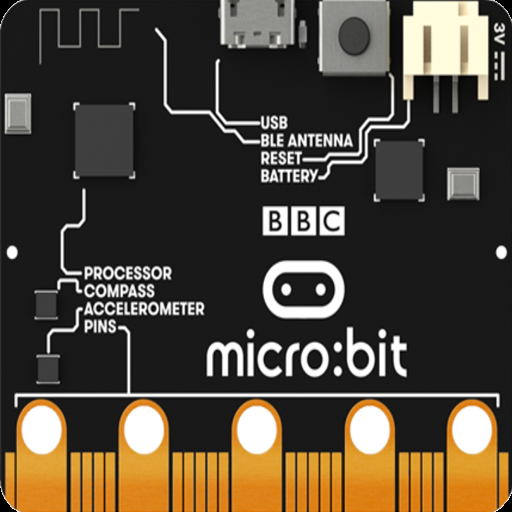 3V
USB
BLE ANTENNA
RESET
BATTERY
BBC
PROCESSOR
COMPASS
ACCELEROMETER
PINS
micro:bit